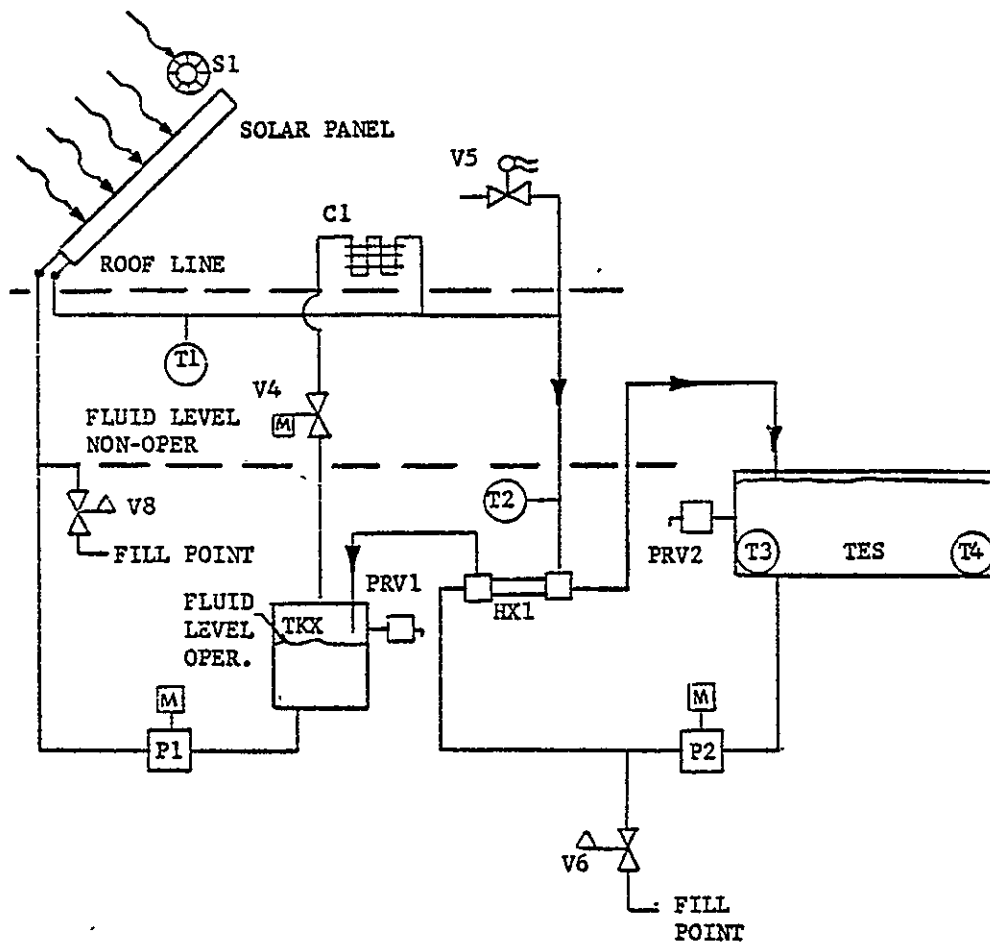 S1
SOLAR PANEL
V5
C1
ROOF LINE
T1
V4
M
FLUID LEVEL
NON-OPER
T2
V8
FILL POINT
PRV2
T3
TES
T4
PRV1
HX1
FLUID
LEVEL
OPER.
TKX
M
P1
M
P2
V6
FILL
POINT